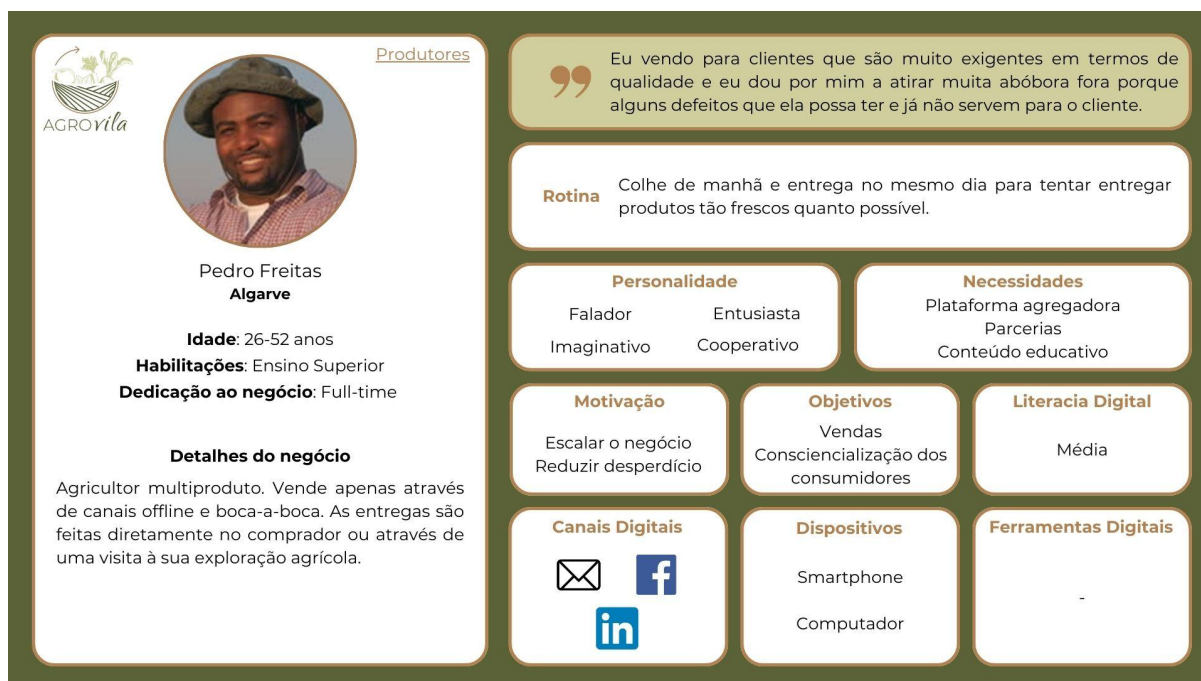 AGROvila
Produtores
Pedro Freitas
Algarve
Idade: 26-52 anos
Habilitações: Ensino Superior
Dedicação ao negócio: Full-time
Detalhes do negócio
Agricultor multiproduto. Vende apenas através
de canais offline e boca-a-boca. As entregas são
feitas diretamente no comprador ou através de
uma visita à sua exploração agrícola.
Eu vendo para clientes que são muito exigentes em termos de
qualidade e eu dou por mim a atirar muita abóbora fora porque
alguns defeitos que ela possa ter e já não servem para o cliente.
Rotina
Colhe de manhã e entrega no mesmo dia para tentar entregar
produtos tão frescos quanto possível.
Personalidade
Falador
Entusiasta
Imaginativo
Cooperativo
Necessidades
Plataforma agregadora
Parcerias
Conteúdo educativo
Motivação
Escalar o negócio
Reduzir desperdício
Objetivos
Vendas
Consciencialização dos
consumidores
Literacia Digital
Média
Canais Digitais
f
in
Dispositivos
Smartphone
Computador
Ferramentas Digitais
-